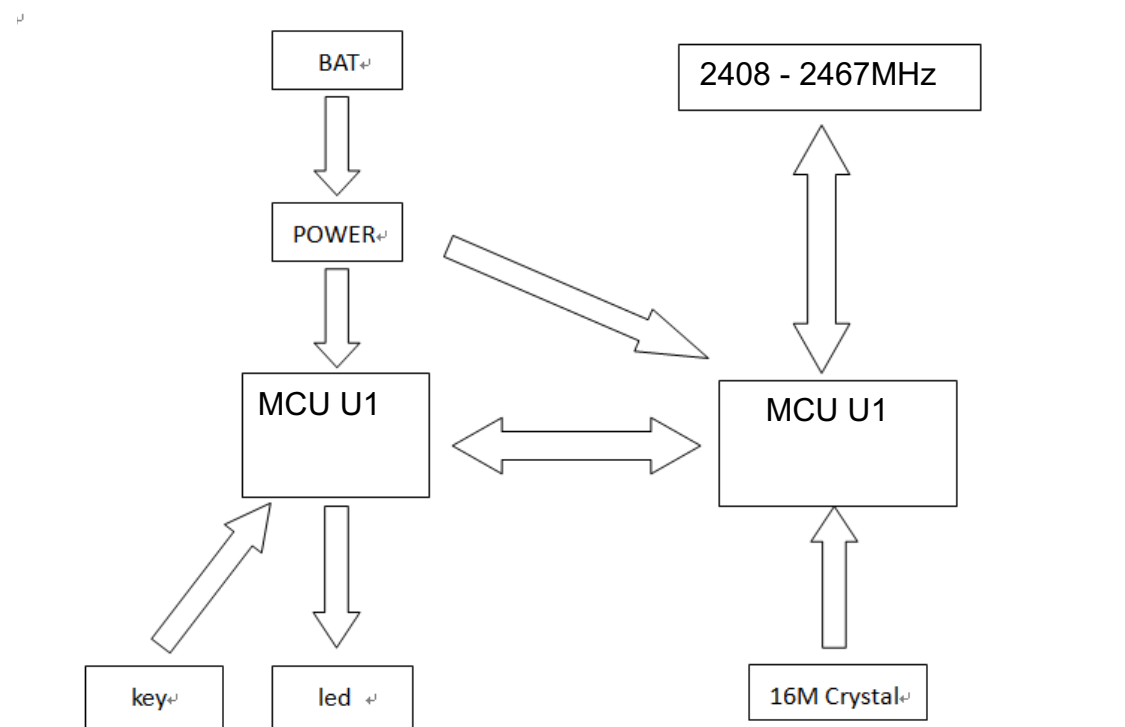 BAT
2408 - 2467MHz
POWER
MCU U1
MCU U1
key
led
16M Crystal